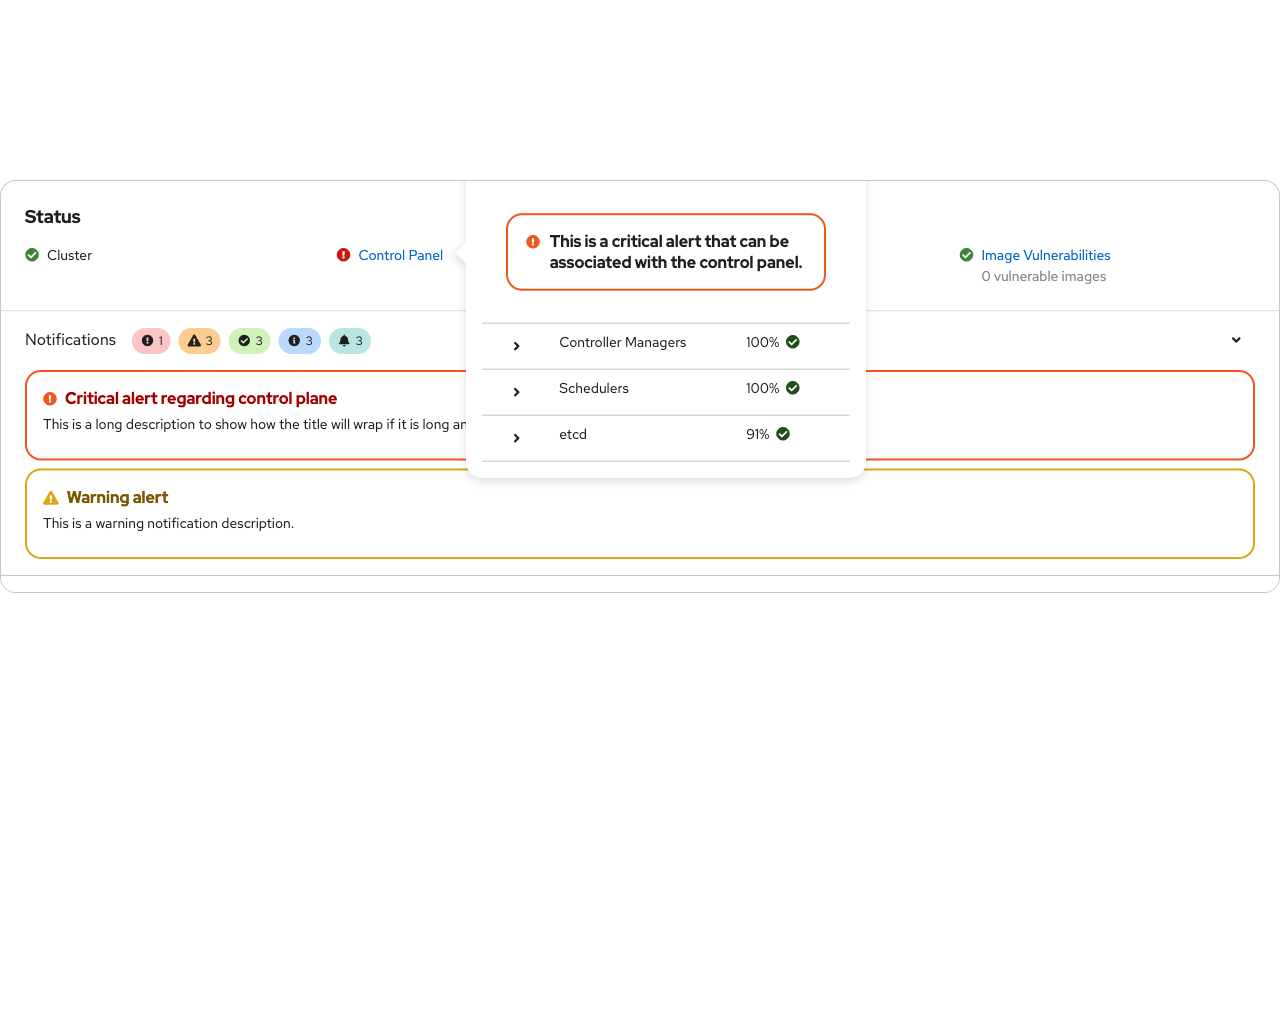 Status
Cluster
Control Panel
Image Vulnerabilities
0 vulnerable images
This is a critical alert that can be
associated with the control panel.
Controller Managers 100%
Schedulers 100%
etcd 91%
Notifications 1 3 3 3 3
Critical alert regarding control plane
This is a long description to show how the title will wrap if it is long an
Warning alert
This is a warning notification description.